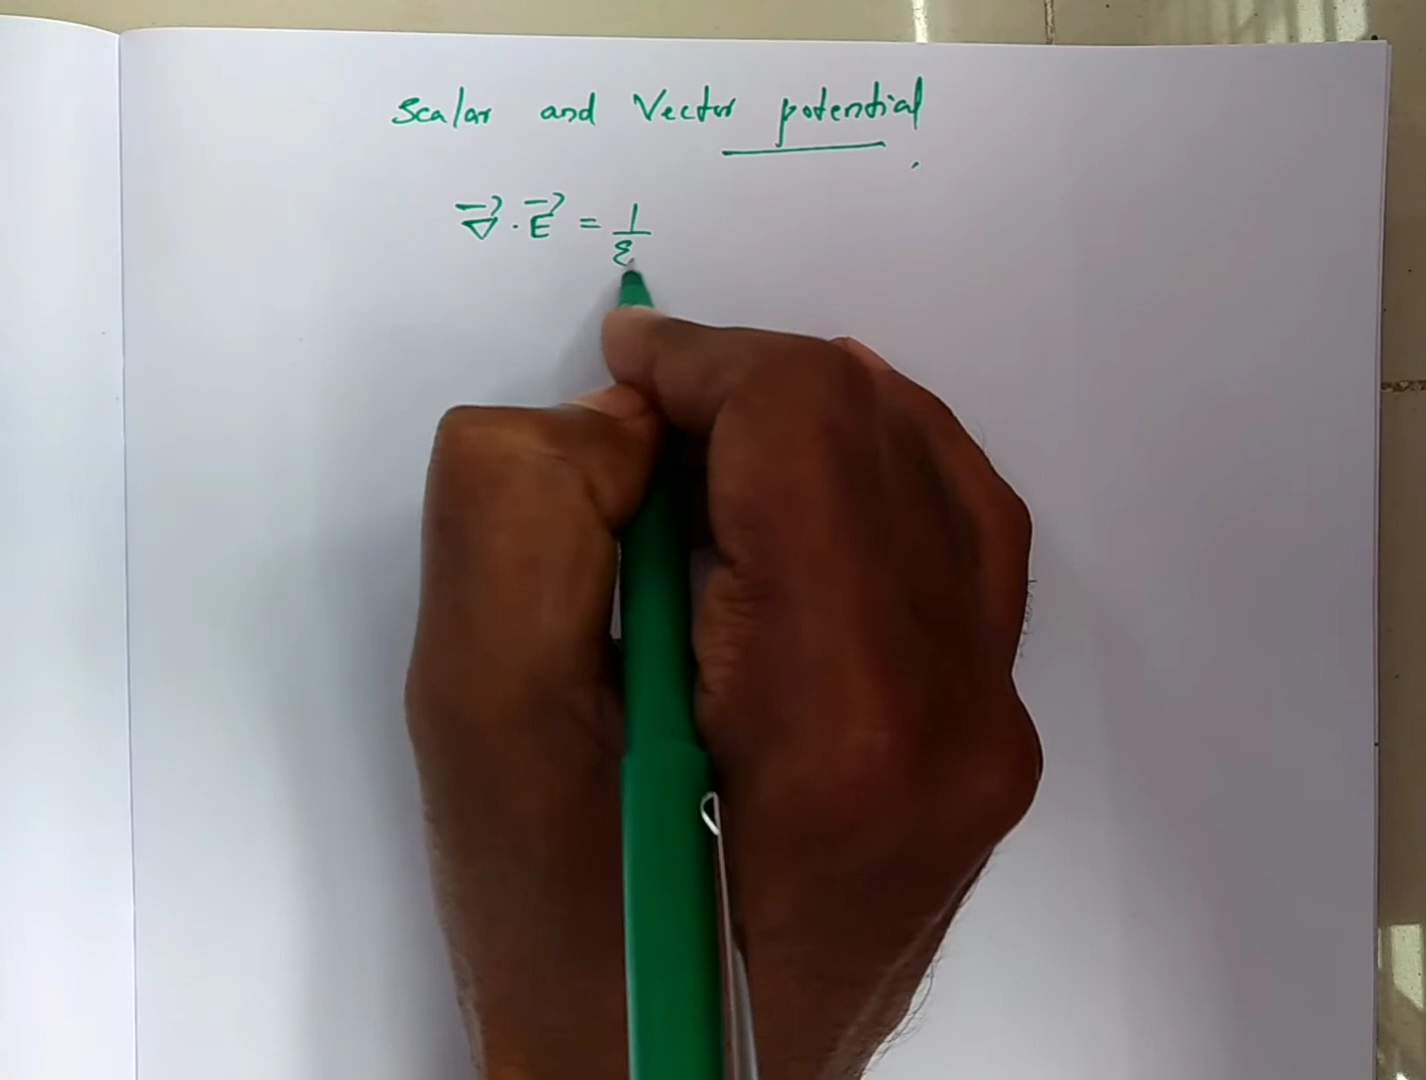 Scalar and Vector potential
∇⃗ · E⃗ = 1/ε